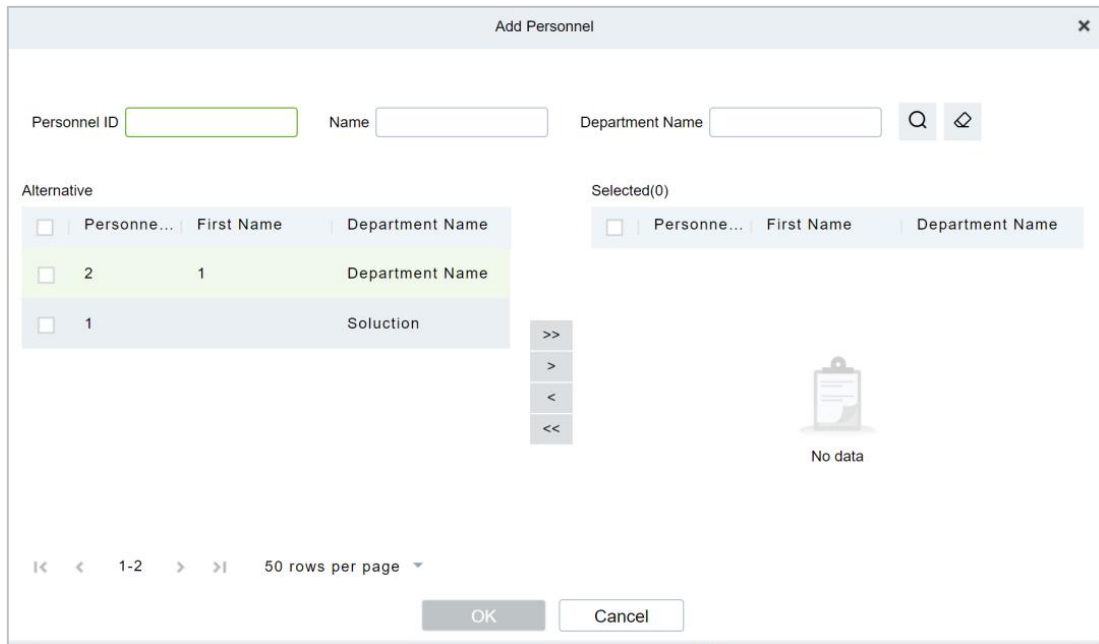 Add Personnel
Personnel ID Name Department Name
Alternative Selected(0)
Personne... First Name Department Name Personne... First Name Department Name
2 1 Department Name
1 Soluction
>>
>
<
<<
No data
1-2 50 rows per page
OK Cancel